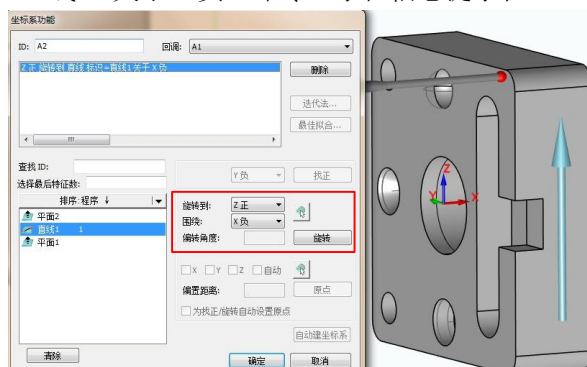 坐标系功能
ID: A2 回调: A1
Z 正 旋转到 直线 标识=直线1 关于 X 负
删除
迭代法...
最佳拟合...
查找 ID:
选择最后特征数:
Y 负 找正
排序:程序 ↓
平面2
直线1 1
平面1
旋转到: Z 正
围绕: X 负
偏转角度: 旋转
X Y Z 自动
偏置距离: 原点
为找正/旋转自动设置原点
自动建坐标系
清除 确定 取消
Z
Y X